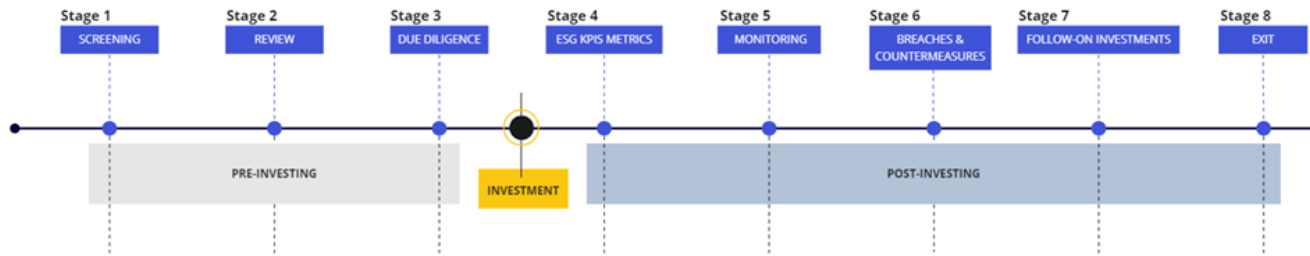 Stage 1
SCREENING
Stage 2
REVIEW
Stage 3
DUE DILIGENCE
Stage 4
ESG KPIS METRICS
Stage 5
MONITORING
Stage 6
BREACHES &
COUNTERMEASURES
Stage 7
FOLLOW-ON INVESTMENTS
Stage 8
EXIT
PRE-INVESTING
INVESTMENT
POST-INVESTING